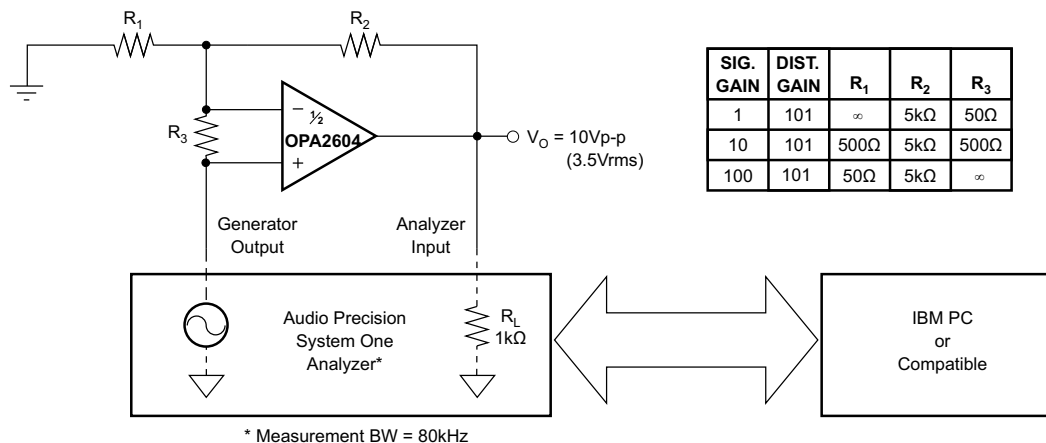 R1
R2
R3
−
½
OPA2604
+
VO = 10Vp-p
(3.5Vrms)
SIG. GAIN DIST. GAIN R1 R2 R3
1 101 ∞ 5kΩ 50Ω
10 101 500Ω 5kΩ 500Ω
100 101 50Ω 5kΩ ∞
Generator
Output
Analyzer
Input
Audio Precision
System One
Analyzer*
RL
1kΩ
IBM PC
or
Compatible
* Measurement BW = 80kHz